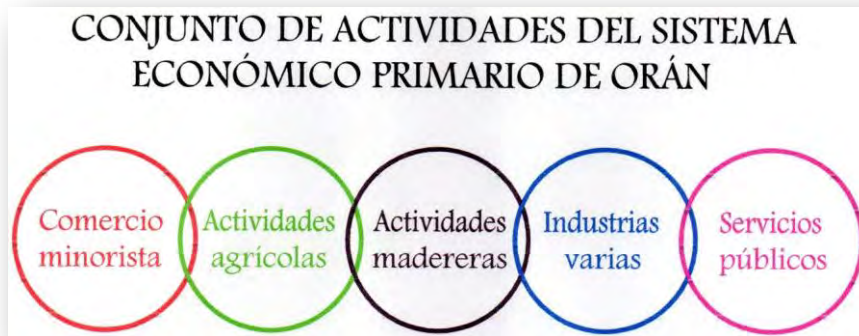 CONJUNTO DE ACTIVIDADES DEL SISTEMA
ECONÓMICO PRIMARIO DE ORÁN
Comercio
minorista
Actividades
agrícolas
Actividades
madereras
Industrias
varias
Servicios
públicos